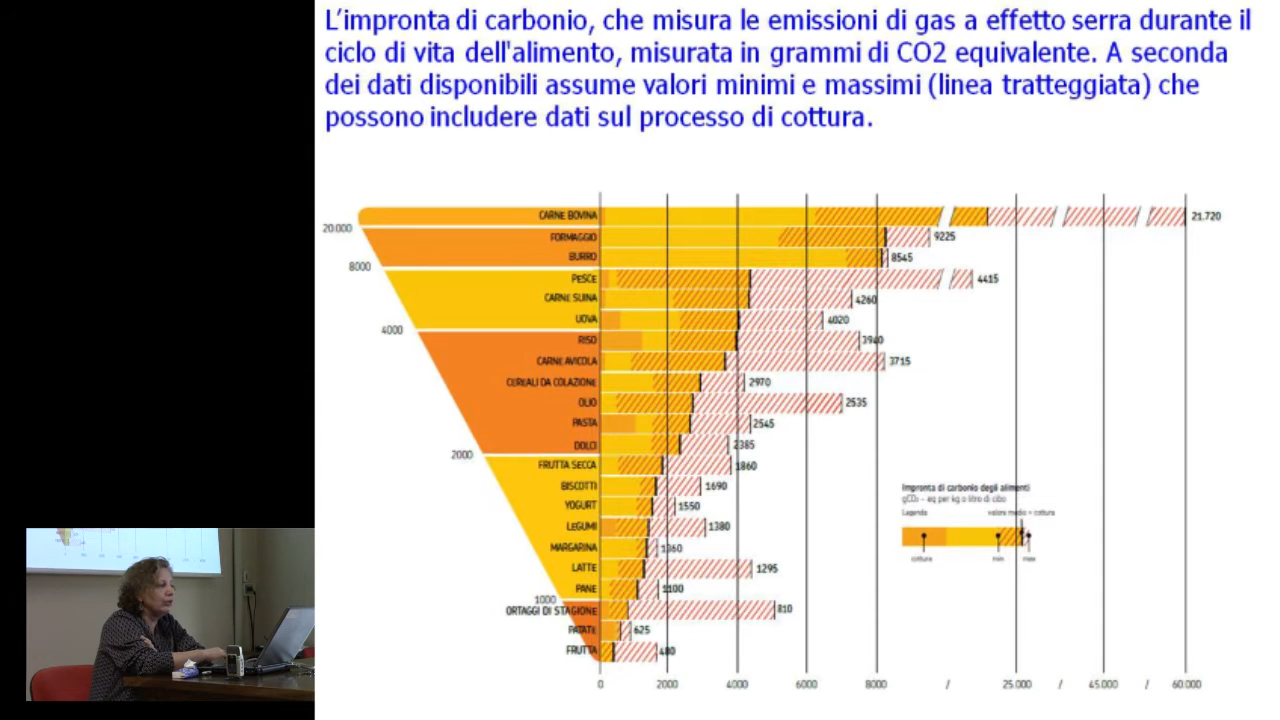 L’impronta di carbonio, che misura le emissioni di gas a effetto serra durante il
ciclo di vita dell'alimento, misurata in grammi di CO2 equivalente. A seconda
dei dati disponibili assume valori minimi e massimi (linea tratteggiata) che
possono includere dati sul processo di cottura.
CARNE BOVINA 21.720
20.000
FORMAGGIO 9225
BURRO 8545
8000
PESCE 4415
CARNE SUINA 4260
UOVA 4020
4000
RISO 3940
CARNE AVICOLA 3715
CEREALI DA COLAZIONE 2970
OLIO 2535
PASTA 2545
DOLCI 2385
2000
FRUTTA SECCA 1860
BISCOTTI 1690
YOGURT 1550
LEGUMI 1380
MARGARINA 1360
LATTE 1295
PANE 1100
1000
ORTAGGI DI STAGIONE 810
PATATE 625
FRUTTA 480
0 2000 4000 6000 8000 / 25.000 / 45.000 / 60.000
Impronta di carbonio degli alimenti
gCO₂ – eq per kg o litro di cibo
Legenda valore medio + cottura
cottura min max